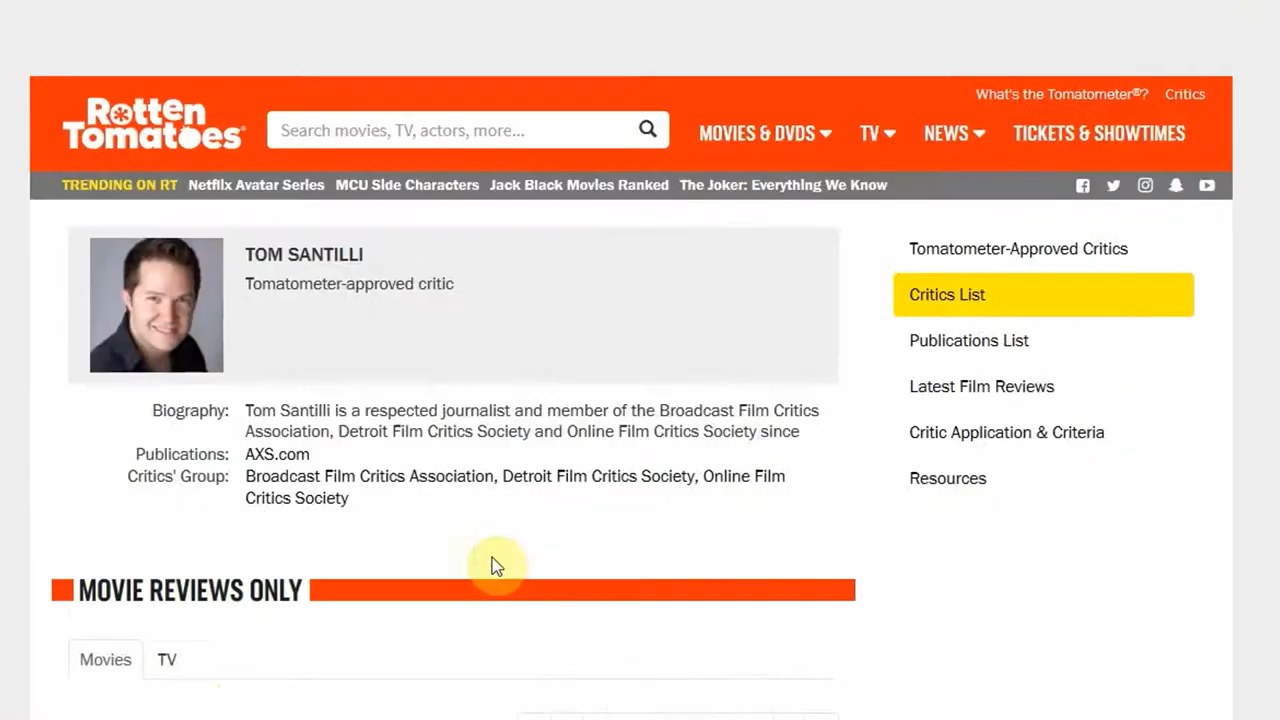 What's the Tomatometer®? Critics
Rotten
Tomatoes
Search movies, TV, actors, more...
MOVIES & DVDS TV NEWS TICKETS & SHOWTIMES
TRENDING ON RT Netflix Avatar Series MCU Side Characters Jack Black Movies Ranked The Joker: Everything We Know
TOM SANTILLI
Tomatometer-approved critic
Biography: Tom Santilli is a respected journalist and member of the Broadcast Film Critics
Association, Detroit Film Critics Society and Online Film Critics Society since
Publications: AXS.com
Critics' Group: Broadcast Film Critics Association, Detroit Film Critics Society, Online Film
Critics Society
Tomatometer-Approved Critics
Critics List
Publications List
Latest Film Reviews
Critic Application & Criteria
Resources
MOVIE REVIEWS ONLY
Movies TV